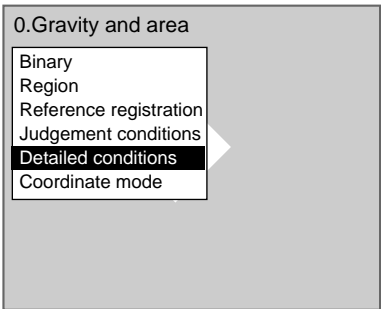 0.Gravity and area
Binary
Region
Reference registration
Judgement conditions
Detailed conditions
Coordinate mode